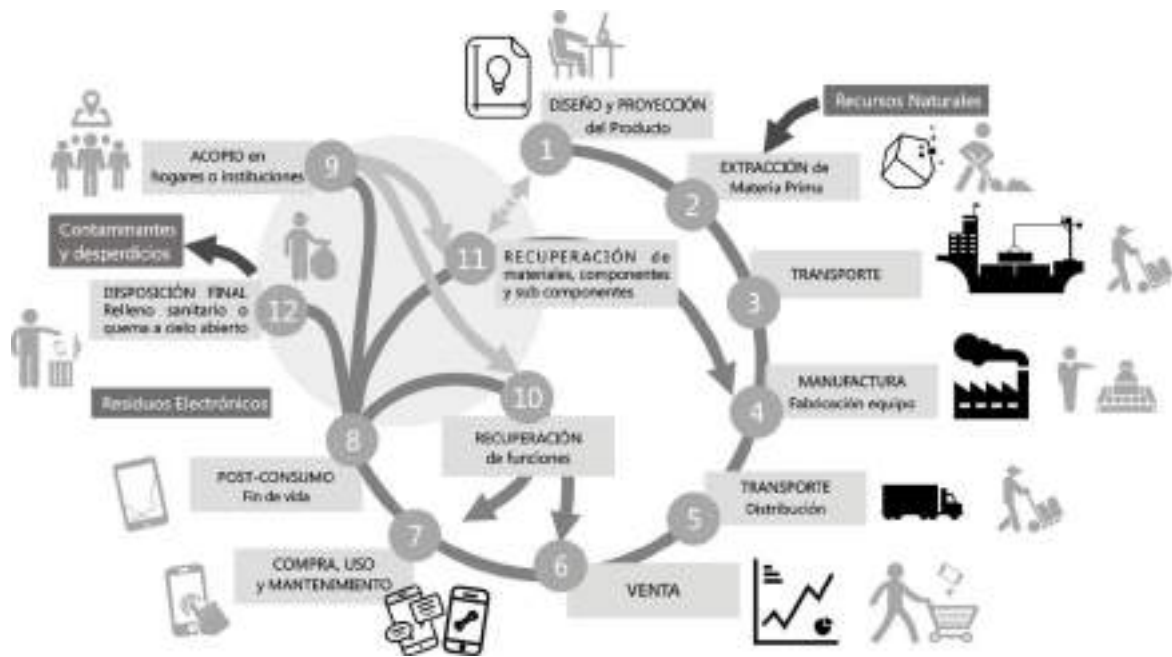 1
DISEÑO y PROYECCIÓN
del Producto
Recursos Naturales
2
EXTRACCIÓN de
Materia Prima
3
TRANSPORTE
4
MANUFACTURA
Fabricación equipo
5
TRANSPORTE
Distribución
6
VENTA
7
COMPRA, USO
y MANTENIMIENTO
8
POST-CONSUMO
Fin de vida
Residuos Electrónicos
9
ACOPIO en
hogares o instituciones
10
RECUPERACIÓN
de funciones
11
RECUPERACIÓN de
materiales, componentes
y sub componentes
12
DISPOSICIÓN FINAL
Relleno sanitario o
quema a cielo abierto
Contaminantes
y desperdicios